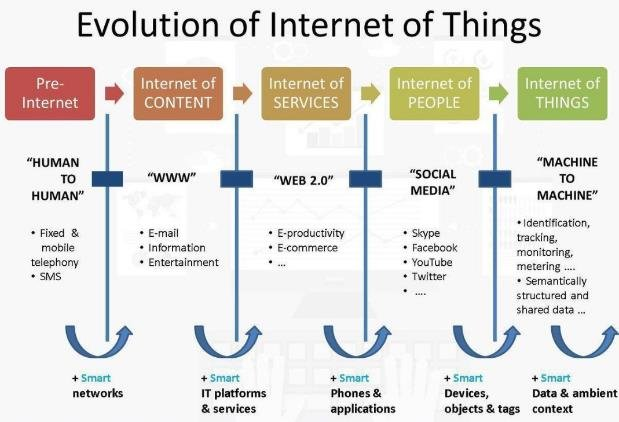 Evolution of Internet of Things
Pre-
Internet
Internet of
CONTENT
Internet of
SERVICES
Internet of
PEOPLE
Internet of
THINGS
“HUMAN
TO
HUMAN”
“WWW”
“WEB 2.0”
“SOCIAL
MEDIA”
“MACHINE
TO
MACHINE”
• Fixed &
mobile
telephony
• SMS
• E-mail
• Information
• Entertainment
• E-productivity
• E-commerce
• ...
• Skype
• Facebook
• YouTube
• Twitter
• ....
• Identification,
tracking,
monitoring,
metering ....
• Semantically
structured and
shared data ...
+ Smart
networks
+ Smart
IT platforms
& services
+ Smart
Phones &
applications
+ Smart
Devices,
objects & tags
+ Smart
Data & ambient
context